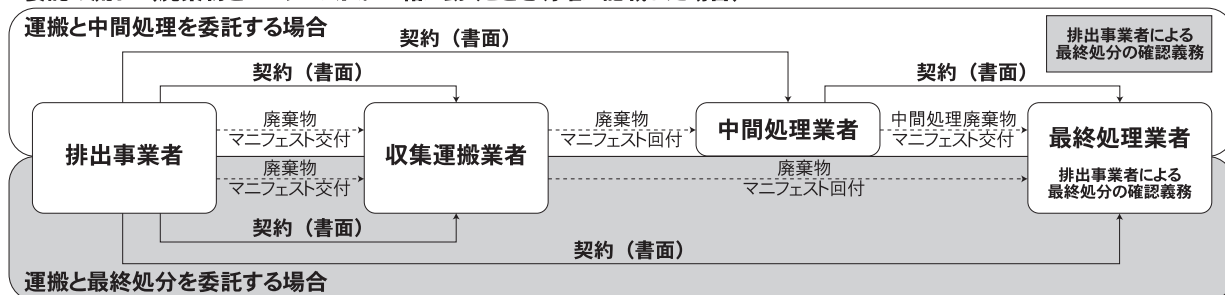 運搬と中間処理を委託する場合
契約（書面）
排出事業者による
最終処分の確認義務
契約（書面）
契約（書面）
排出事業者
廃棄物
マニフェスト交付
収集運搬業者
廃棄物
マニフェスト回付
中間処理業者
中間処理廃棄物
マニフェスト交付
最終処理業者
排出事業者による
最終処分の確認義務
廃棄物
マニフェスト交付
廃棄物
マニフェスト回付
契約（書面）
契約（書面）
運搬と最終処分を委託する場合